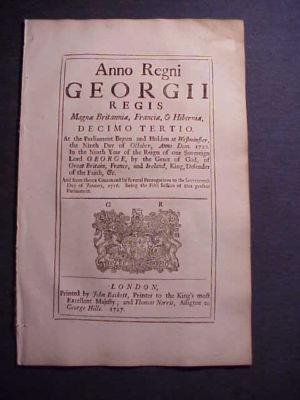 Anno Regni
GEORGII
REGIS
Magnæ Britanniæ, Franciæ, & Hiberniæ,
DECIMO TERTIO.
At the Parliament Begun and Holden at Westminster,
the Ninth Day of October, Anno Dom. 1722.
In the Ninth Year of the Reign of our Sovereign
Lord GEORGE, by the Grace of God, of
Great Britain, France, and Ireland, King, Defender
of the Faith, &c.
And from thence Continued by Several Prorogations to the Seventeenth
Day of January, 1726. Being the Fifth Session of this present
Parliament.
G R
LONDON,
Printed by John Baskett, Printer to the King's most
Excellent Majesty; and Thomas Norris, Assignee to
George Hills. 1727.